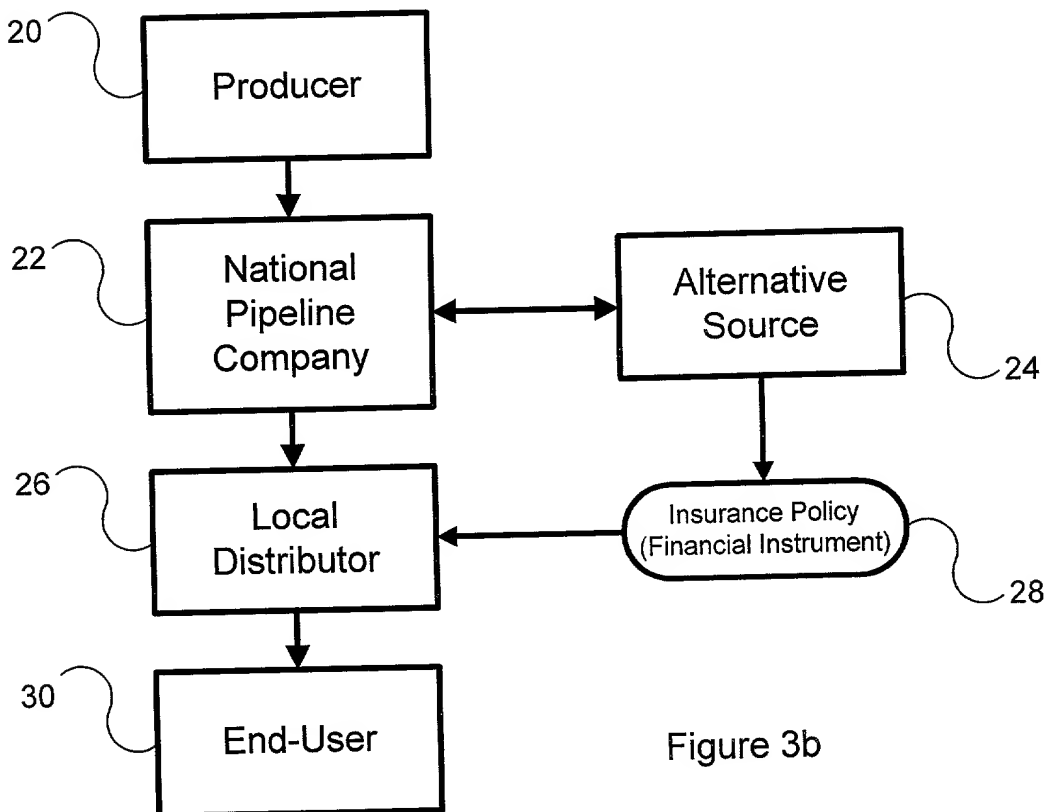 20
Producer
22
National
Pipeline
Company
Alternative
Source
24
26
Local
Distributor
Insurance Policy
(Financial Instrument)
28
30
End-User
Figure 3b